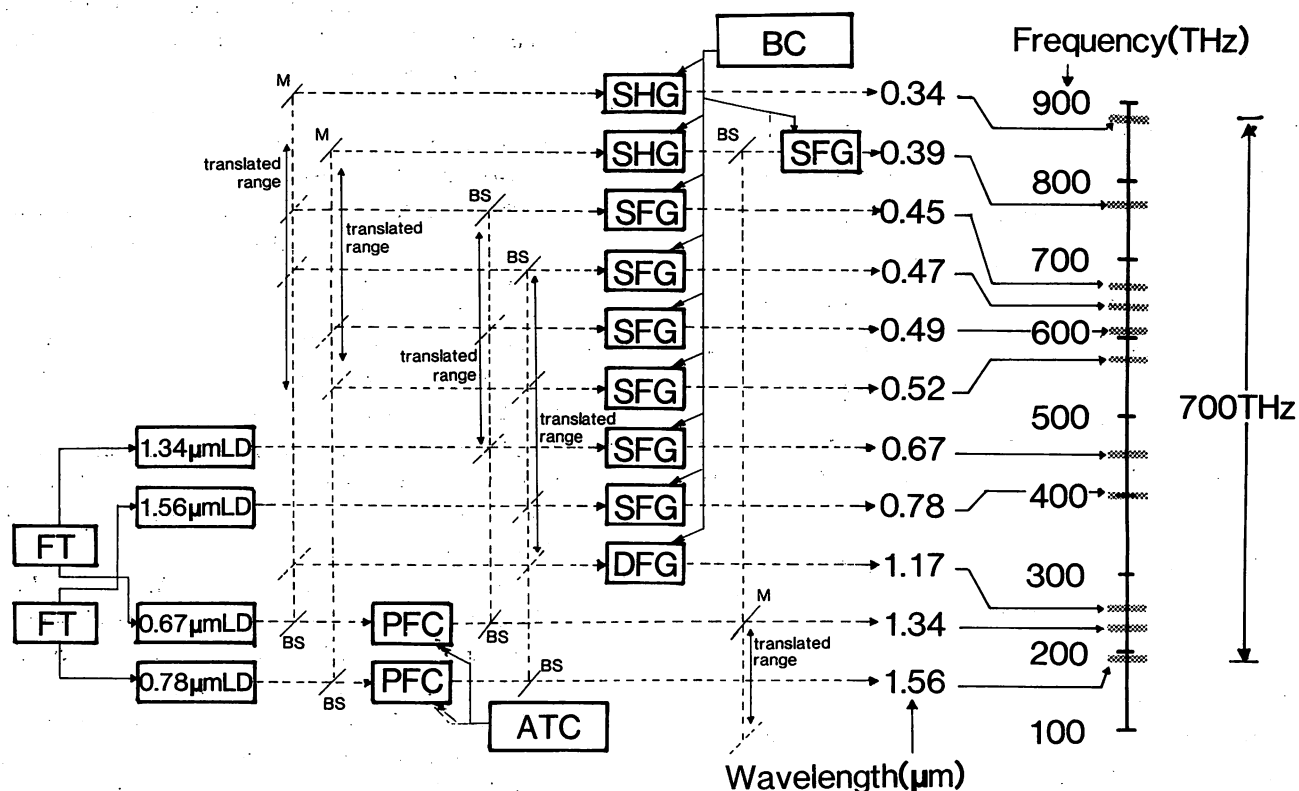 BC
Frequency(THz)
M
SHG
0.34
900
M
SHG
BS
SFG
0.39
translated
range
800
BS
SFG
0.45
translated
range
BS
SFG
0.47
700
SFG
0.49
600
translated
range
SFG
0.52
translated
range
500
700THz
1.34μmLD
SFG
0.67
1.56μmLD
SFG
0.78
400
FT
DFG
1.17
300
FT
0.67μmLD
BS
PFC
BS
M
1.34
translated
range
200
0.78μmLD
BS
PFC
BS
1.56
ATC
100
Wavelength(μm)